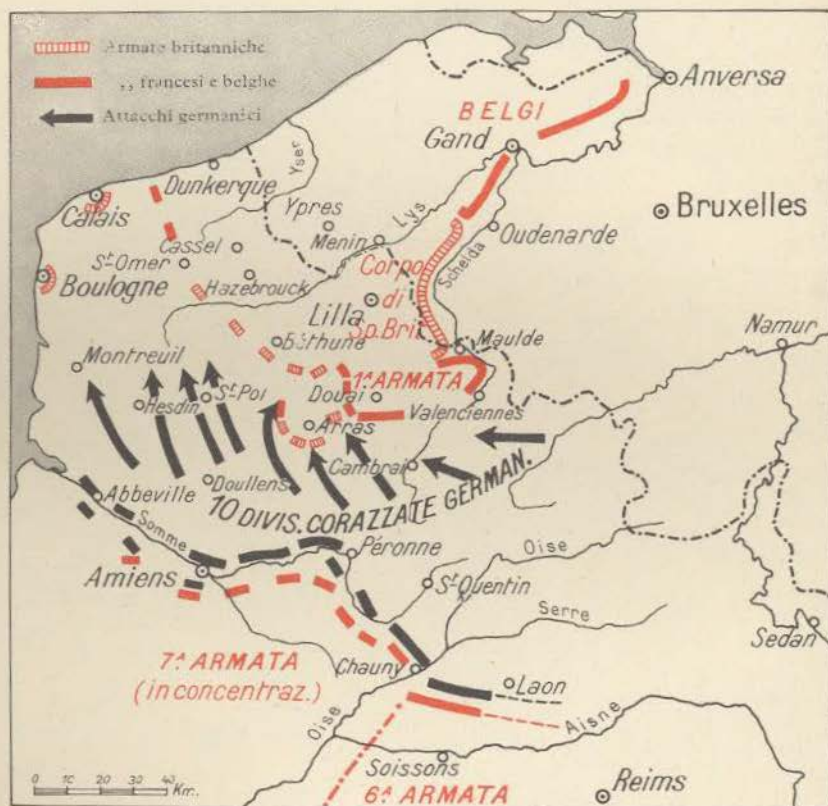 Armate britanniche
,, francesi e belghe
Attacchi germanici
Anversa
BELGI
Gand
Yser
Dunkerque
Calais
Ypres
Lys
Bruxelles
Cassel
Menin
Oudenarde
St Omer
Schelda
Corpo
di
Sp. Brit.
Boulogne
Hazebrouck
Lilla
Namur
Béthune
Maulde
Montreuil
1ª ARMATA
St Pol
Hesdin
Douai
Valenciennes
Arras
Cambrai
Doullens
Abbeville
10 DIVIS. CORAZZATE GERMAN.
Somme
Péronne
Oise
Amiens
St Quentin
Serre
Sedan
7ª ARMATA
(in concentraz.)
Chauny
Laon
Oise
Aisne
Soissons
6ª ARMATA
Reims
0 10 20 30 40
Km.